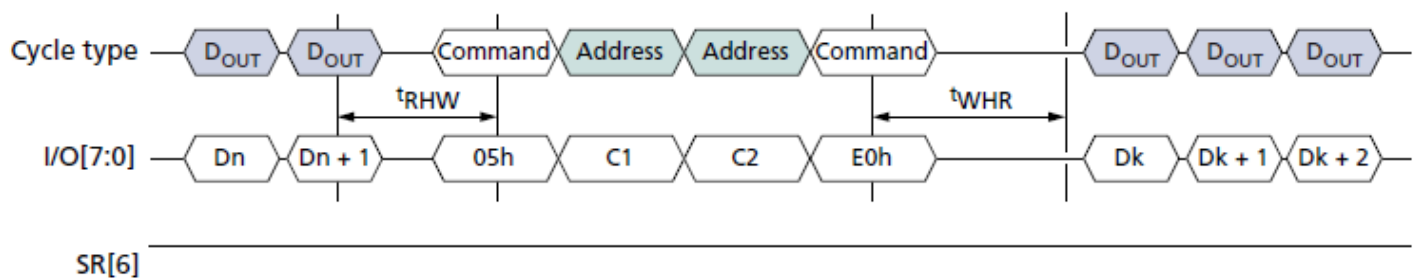 Cycle type DOUT DOUT Command Address Address Command DOUT DOUT DOUT
tRHW tWHR
I/O[7:0] Dn Dn + 1 05h C1 C2 E0h Dk Dk + 1 Dk + 2
SR[6]